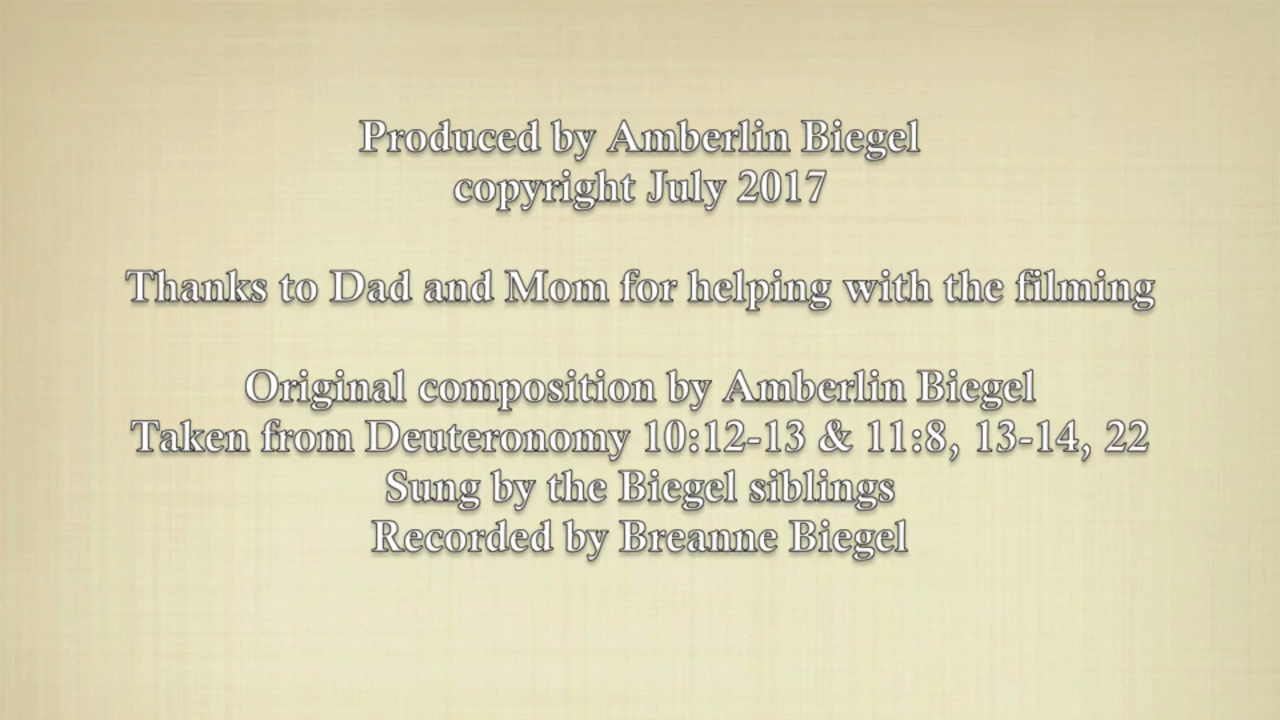 Produced by Amberlin Biegel
copyright July 2017
Thanks to Dad and Mom for helping with the filming
Original composition by Amberlin Biegel
Taken from Deuteronomy 10:12-13 & 11:8, 13-14, 22
Sung by the Biegel siblings
Recorded by Breanne Biegel